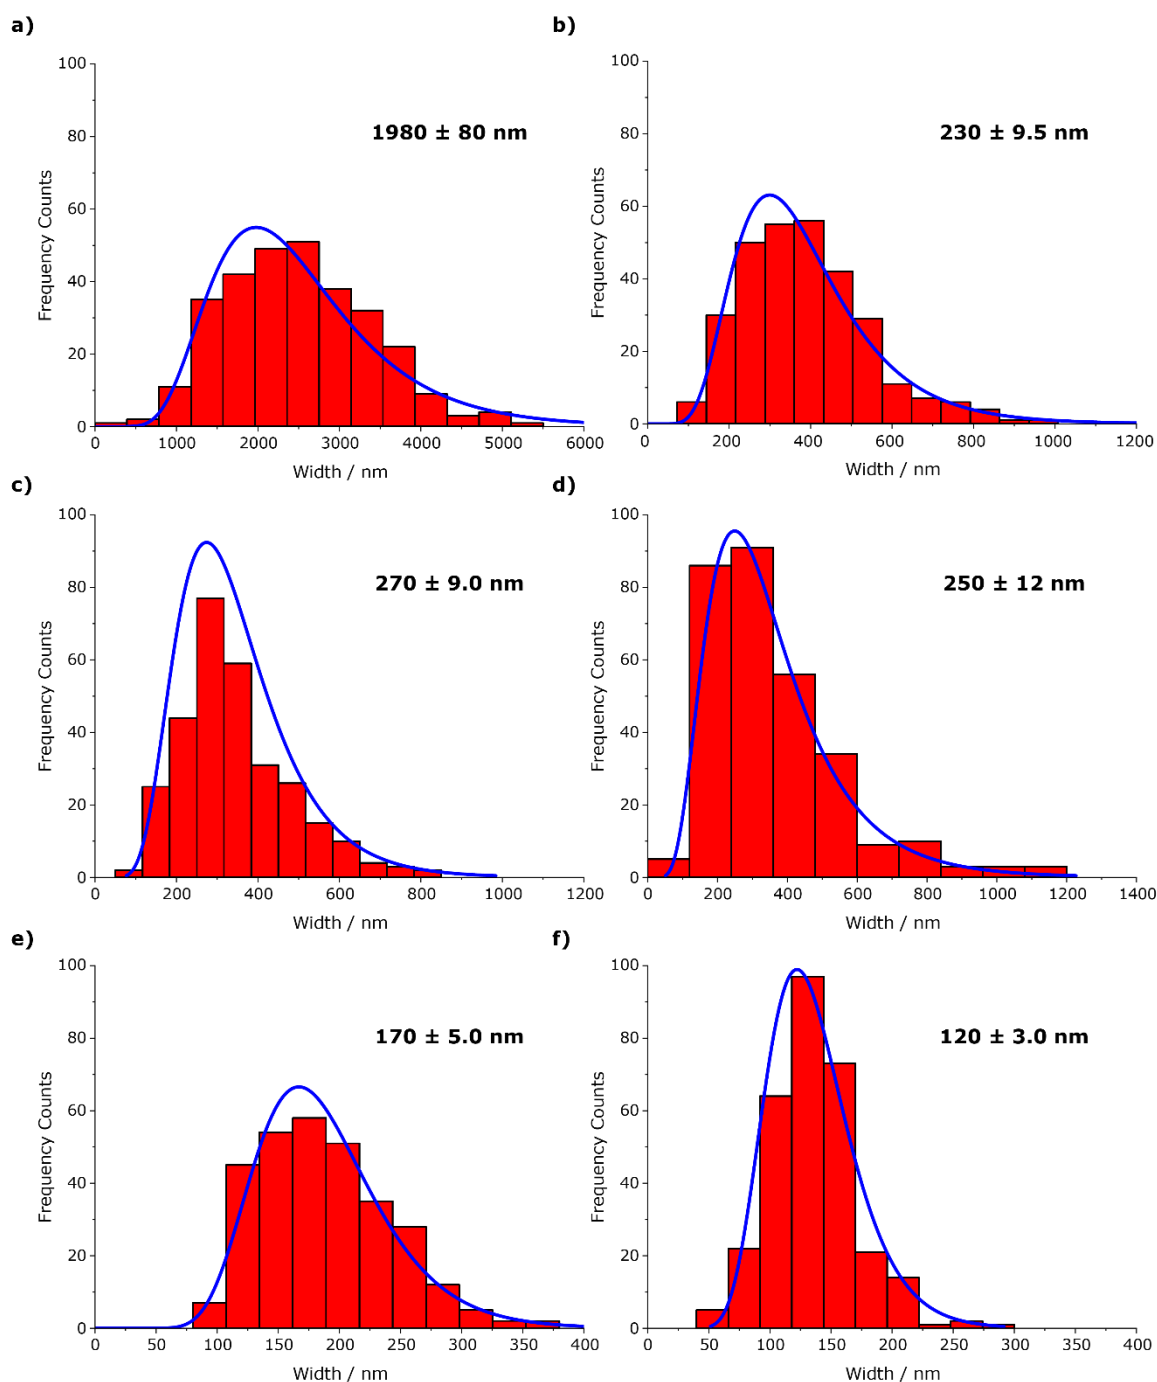 a)
100
80
60
40
20
0
Frequency Counts
1980 ± 80 nm
0 1000 2000 3000 4000 5000 6000
Width / nm
b)
100
80
60
40
20
0
Frequency Counts
230 ± 9.5 nm
0 200 400 600 800 1000 1200
Width / nm
c)
100
80
60
40
20
0
Frequency Counts
270 ± 9.0 nm
0 200 400 600 800 1000 1200
Width / nm
d)
100
80
60
40
20
0
Frequency Counts
250 ± 12 nm
0 200 400 600 800 1000 1200 1400
Width / nm
e)
100
80
60
40
20
0
Frequency Counts
170 ± 5.0 nm
0 50 100 150 200 250 300 350 400
Width / nm
f)
100
80
60
40
20
0
Frequency Counts
120 ± 3.0 nm
0 50 100 150 200 250 300 350 400
Width / nm